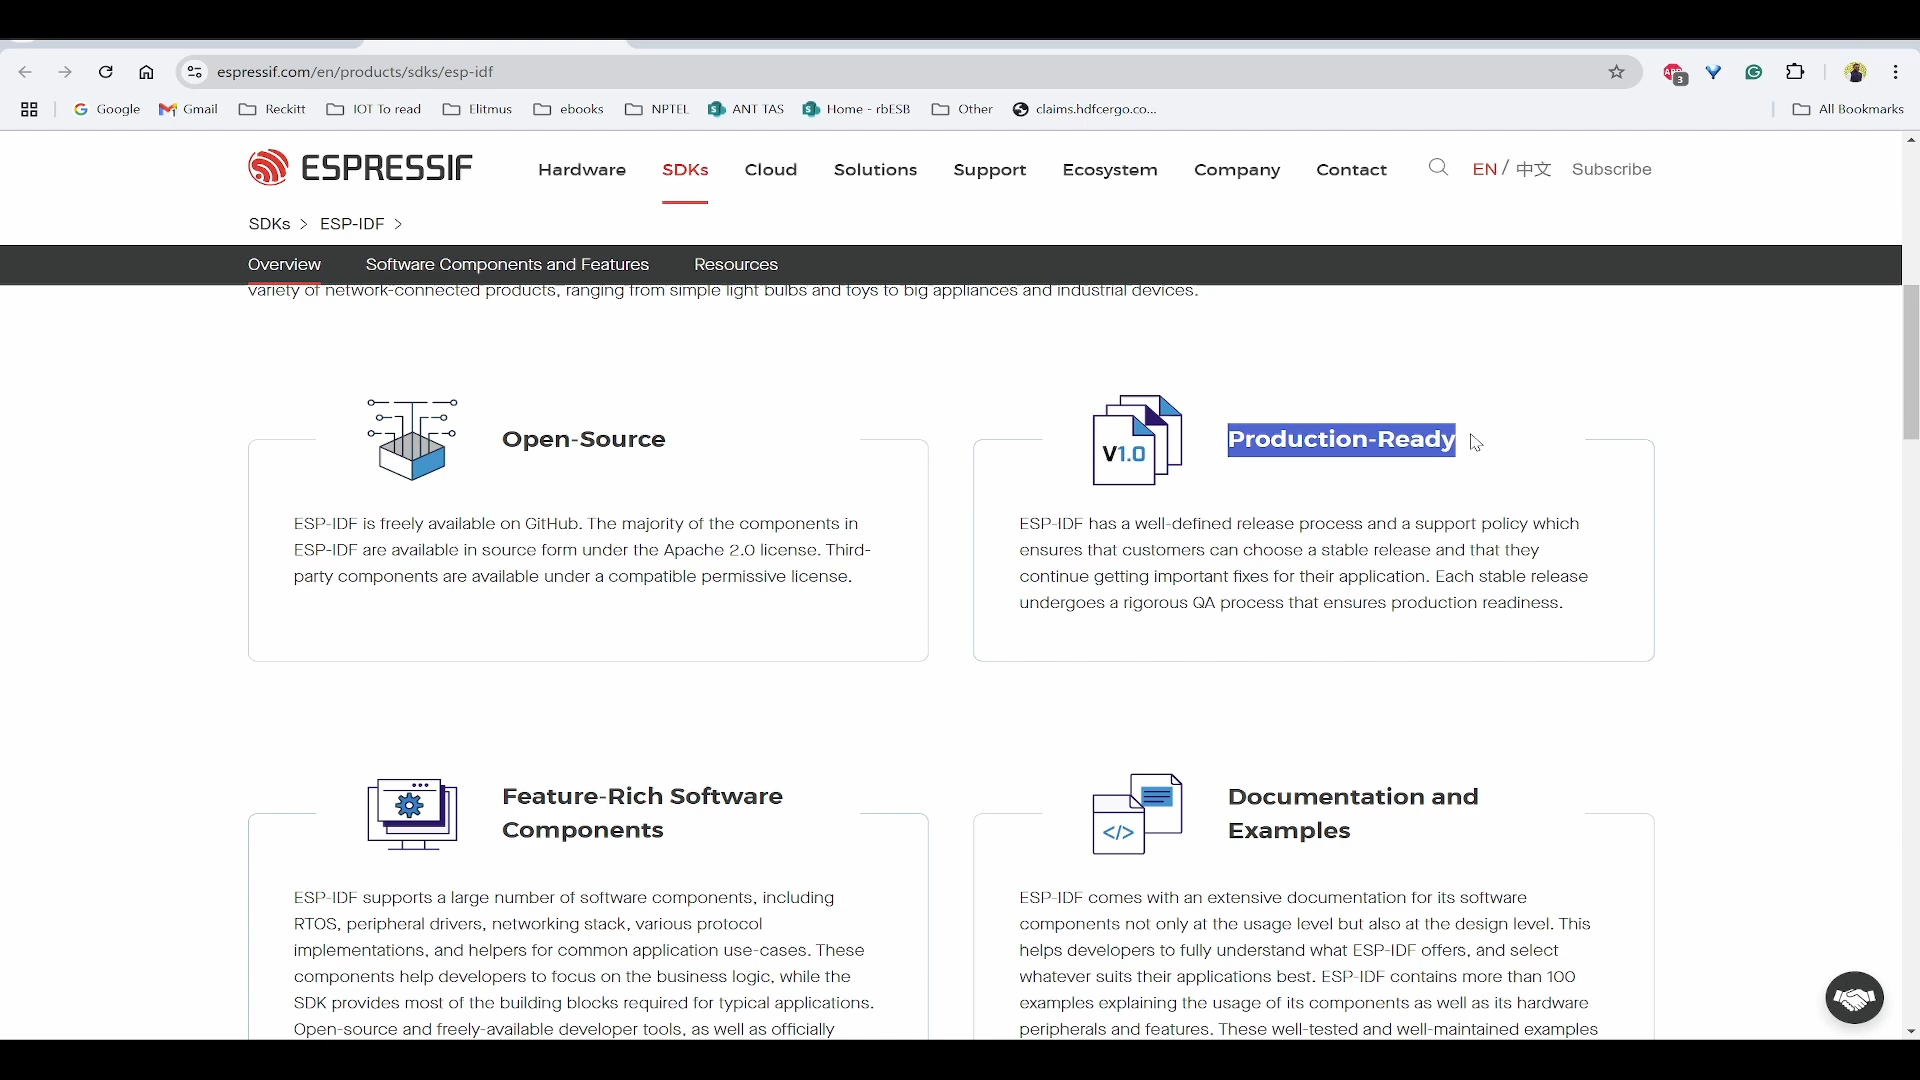 espressif.com/en/products/sdks/esp-idf
3
Google
Gmail
Reckitt
IOT To read
Elitmus
ebooks
NPTEL
ANT TAS
Home - rbESB
Other
claims.hdfcergo.co...
All Bookmarks
ESPRESSIF
Hardware
SDKs
Cloud
Solutions
Support
Ecosystem
Company
Contact
EN / 中文
Subscribe
SDKs > ESP-IDF >
Overview
Software Components and Features
Resources
variety of network-connected products, ranging from simple light bulbs and toys to big appliances and industrial devices.
Open-Source
ESP-IDF is freely available on GitHub. The majority of the components in
ESP-IDF are available in source form under the Apache 2.0 license. Third-
party components are available under a compatible permissive license.
V1.0
Production-Ready
ESP-IDF has a well-defined release process and a support policy which
ensures that customers can choose a stable release and that they
continue getting important fixes for their application. Each stable release
undergoes a rigorous QA process that ensures production readiness.
Feature-Rich Software
Components
ESP-IDF supports a large number of software components, including
RTOS, peripheral drivers, networking stack, various protocol
implementations, and helpers for common application use-cases. These
components help developers to focus on the business logic, while the
SDK provides most of the building blocks required for typical applications.
Open-source and freely-available developer tools, as well as officially
</>
Documentation and
Examples
ESP-IDF comes with an extensive documentation for its software
components not only at the usage level but also at the design level. This
helps developers to fully understand what ESP-IDF offers, and select
whatever suits their applications best. ESP-IDF contains more than 100
examples explaining the usage of its components as well as its hardware
peripherals and features. These well-tested and well-maintained examples